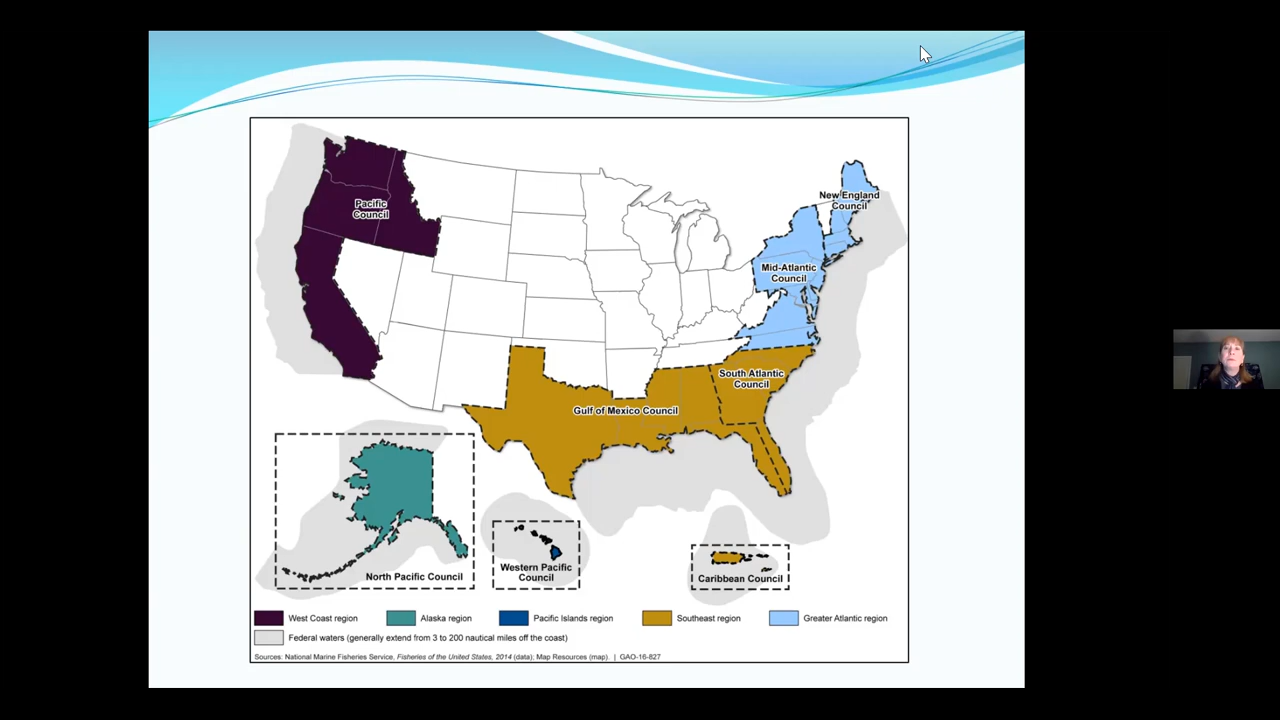 Pacific
Council
New England
Council
Mid-Atlantic
Council
South Atlantic
Council
Gulf of Mexico Council
North Pacific Council
Western Pacific
Council
Caribbean Council
West Coast region
Alaska region
Pacific Islands region
Southeast region
Greater Atlantic region
Federal waters (generally extend from 3 to 200 nautical miles off the coast)
Sources: National Marine Fisheries Service, Fisheries of the United States, 2014 (data); Map Resources (map). | GAO-16-827